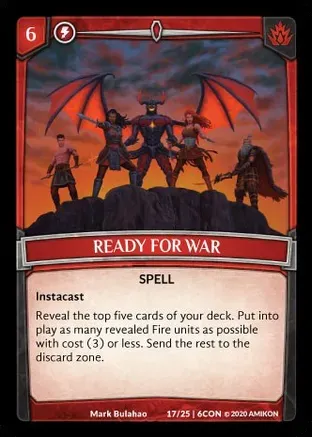 6
READY FOR WAR
SPELL
Instacast
Reveal the top five cards of your deck. Put into
play as many revealed Fire units as possible
with cost (3) or less. Send the rest to the
discard zone.
Mark Bulahao 17/25 | 6CON © 2020 AMIKON